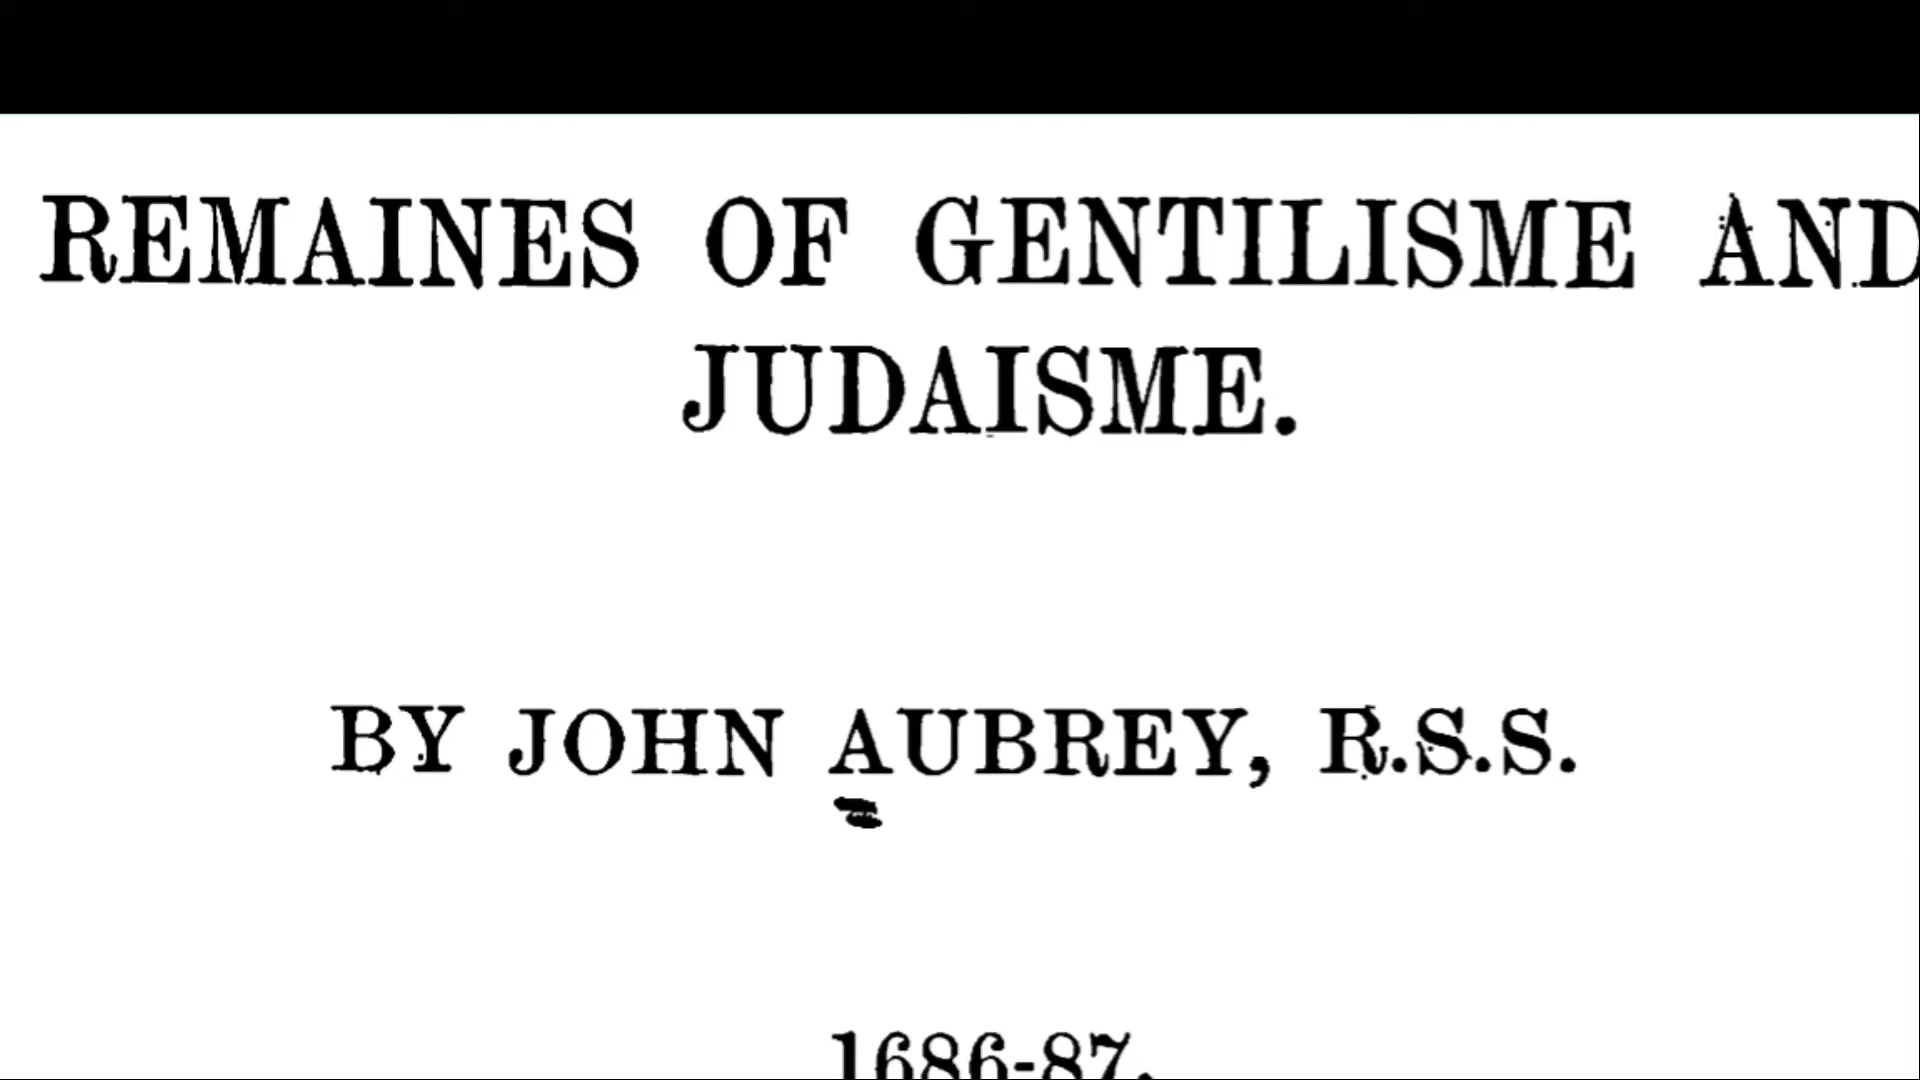 REMAINES OF GENTILISME AND
JUDAISME.
BY JOHN AUBREY, R.S.S.
1686-87.